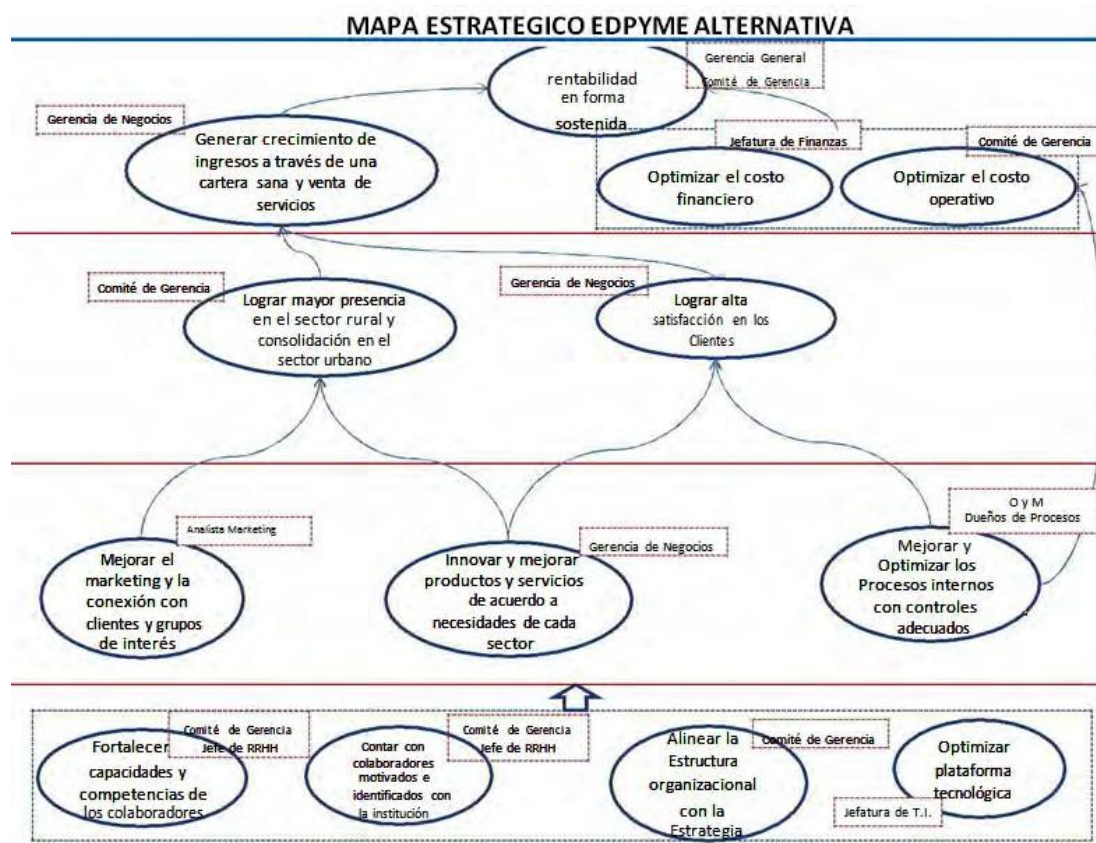 MAPA ESTRATEGICO EDPYME ALTERNATIVA
Gerencia General
Comité de Gerencia
rentabilidad
en forma
sostenida
Gerencia de Negocios
Generar crecimiento de
ingresos a través de una
cartera sana y venta de
servicios
Jefatura de Finanzas
Optimizar el costo
financiero
Comité de Gerencia
Optimizar el costo
operativo
Comité de Gerencia
Lograr mayor presencia
en el sector rural y
consolidación en el
sector urbano
Gerencia de Negocios
Lograr alta
satisfacción en los
Clientes
Analista Marketing
Mejorar el
marketing y la
conexión con
clientes y grupos
de interés
Gerencia de Negocios
Innovar y mejorar
productos y servicios
de acuerdo a
necesidades de cada
sector
O y M
Dueños de Procesos
Mejorar y
Optimizar los
Procesos internos
con controles
adecuados
Comité de Gerencia
Jefe de RRHH
Fortalecer
capacidades y
competencias de
los colaboradores
Comité de Gerencia
Jefe de RRHH
Contar con
colaboradores
motivados e
identificados con
la institución
Comité de Gerencia
Alinear la
Estructura
organizacional
con la
Estrategia
Optimizar
plataforma
tecnológica
Jefatura de T.I.